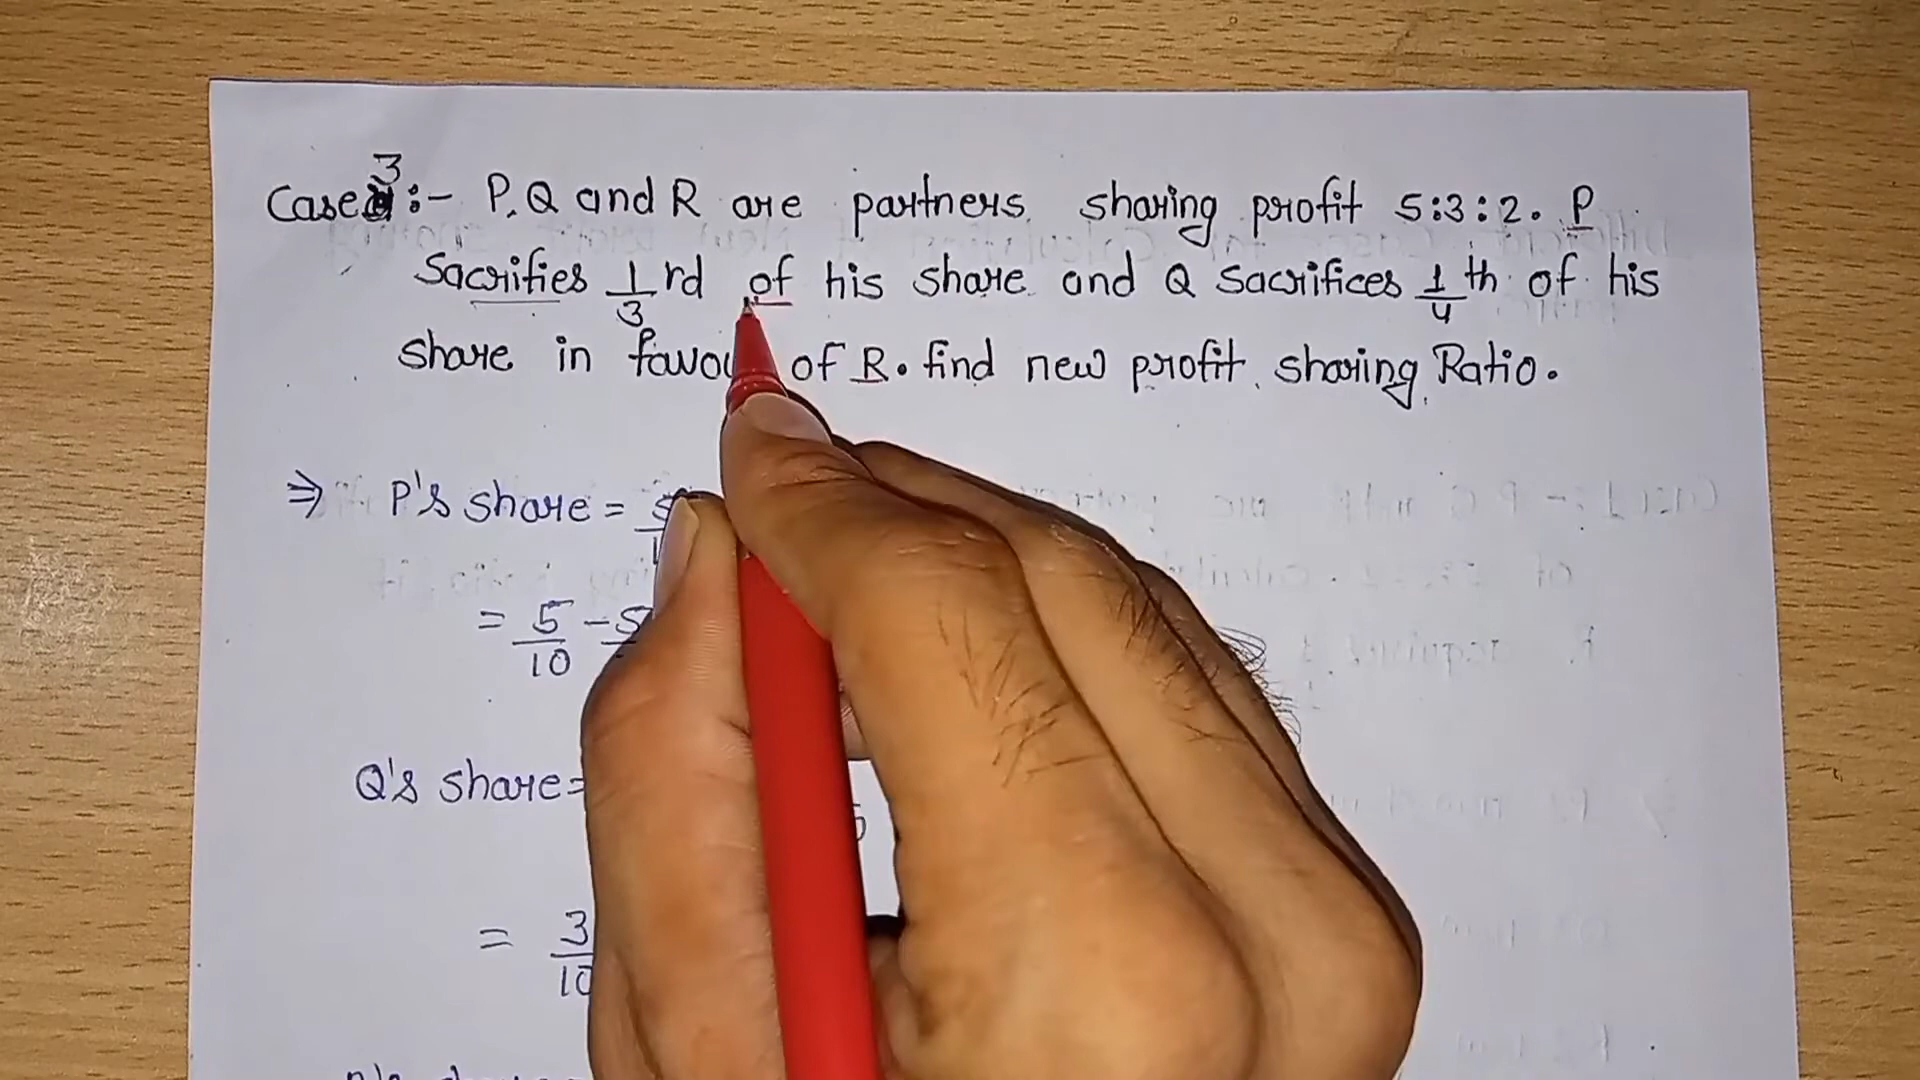 Case 3:- P, Q and R are partners sharing profit 5:3:2. P
Sacrifies 1/3 rd of his share and Q Sacrifices 1/4 th of his
share in of R. find new profit sharing Ratio.
⇒ P's share =
= 5/10 -
Q's share=
= 3/10